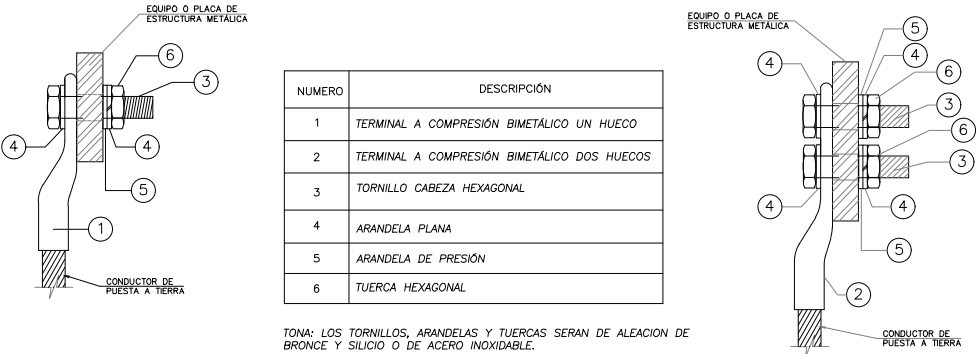 EQUIPO O PLACA DE
ESTRUCTURA METÁLICA
6
3
4
4
5
1
CONDUCTOR DE
PUESTA A TIERRA
NUMERO DESCRIPCIÓN
1 TERMINAL A COMPRESIÓN BIMETÁLICO UN HUECO
2 TERMINAL A COMPRESIÓN BIMETÁLICO DOS HUECOS
3 TORNILLO CABEZA HEXAGONAL
4 ARANDELA PLANA
5 ARANDELA DE PRESIÓN
6 TUERCA HEXAGONAL
TONA: LOS TORNILLOS, ARANDELAS Y TUERCAS SERAN DE ALEACION DE
BRONCE Y SILICIO O DE ACERO INOXIDABLE.
EQUIPO O PLACA DE
ESTRUCTURA METÁLICA
5
4
4
6
3
6
3
4
4
5
2
CONDUCTOR DE
PUESTA A TIERRA